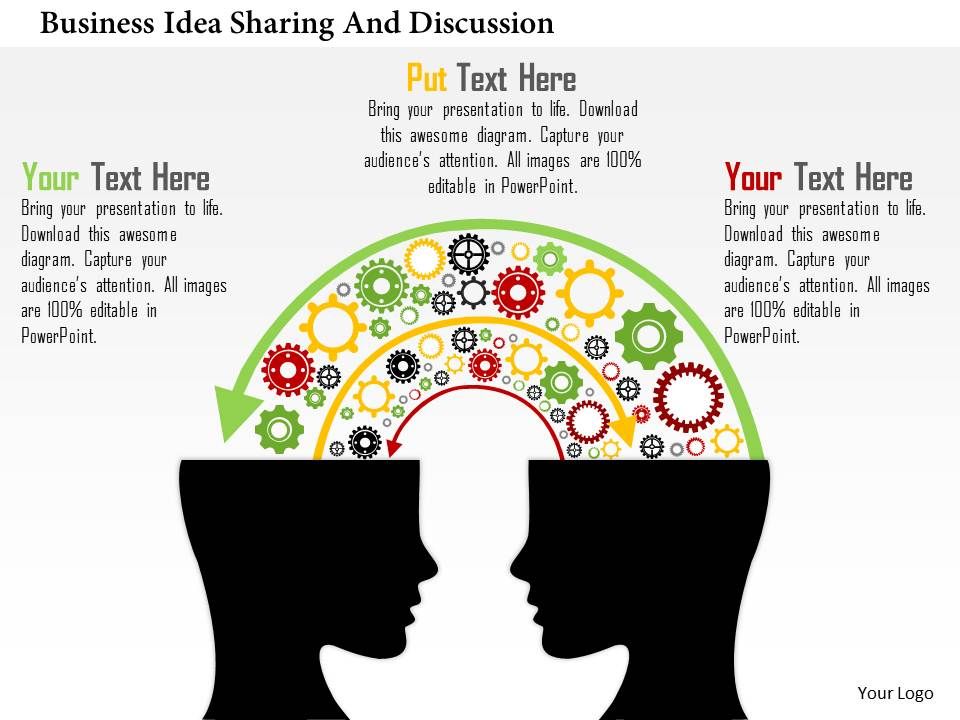 Business Idea Sharing And Discussion
Put Text Here
Bring your presentation to life. Download
this awesome diagram. Capture your
audience's attention. All images are 100%
editable in PowerPoint.
Your Text Here
Bring your presentation to life.
Download this awesome
diagram. Capture your
audience's attention. All images
are 100% editable in
PowerPoint.
Your Text Here
Bring your presentation to life.
Download this awesome
diagram. Capture your
audience's attention. All images
are 100% editable in
PowerPoint.
Your Logo